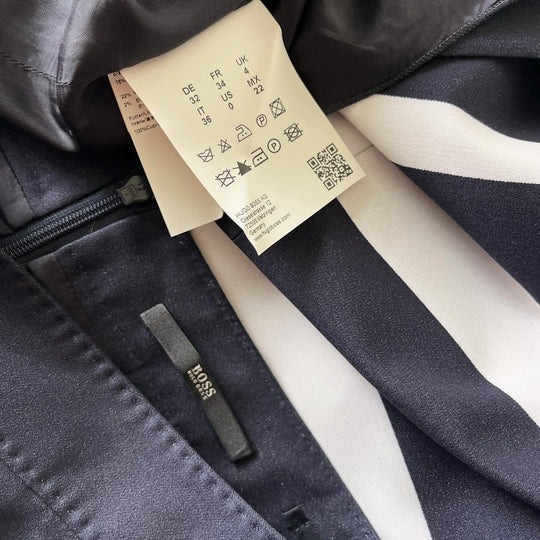 DE
32
FR
34
UK
4
IT
36
US
0
MX
22
P
P
HUGO BOSS AG
Dieselstrasse 12
72555 Metzingen
Germany
www.hugoboss.com
BOSS